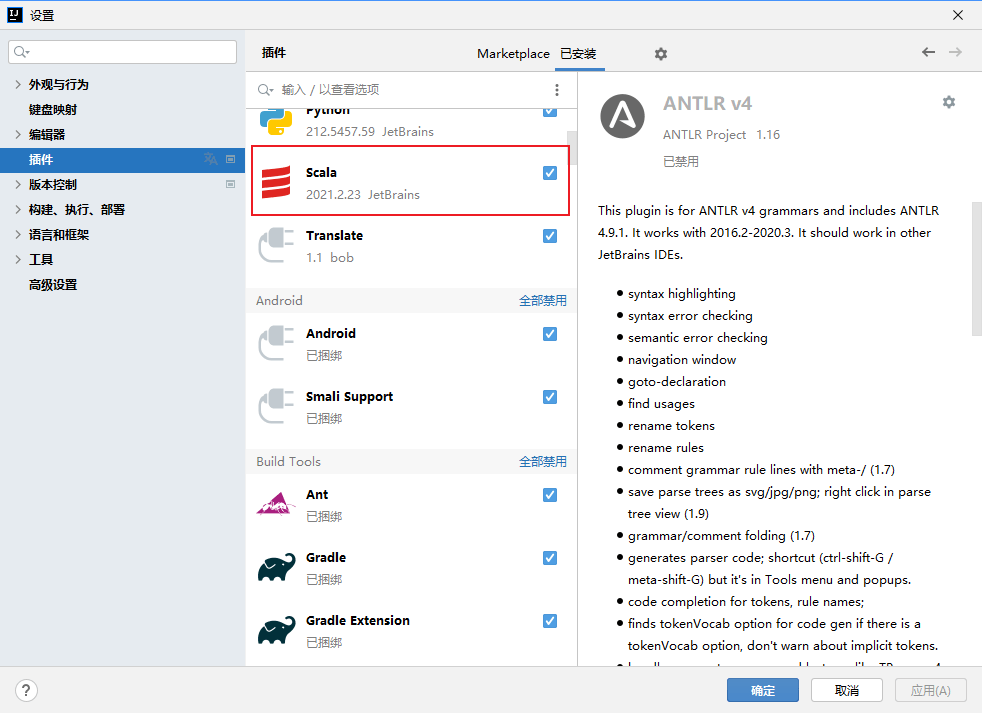 设置
外观与行为
键盘映射
编辑器
插件
版本控制
构建、执行、部署
语言和框架
工具
高级设置
插件
Marketplace
已安装
输入 / 以查看选项
Python
212.5457.59 JetBrains
Scala
2021.2.23 JetBrains
Translate
1.1 bob
Android
全部禁用
Android
已捆绑
Smali Support
已捆绑
Build Tools
全部禁用
Ant
已捆绑
Gradle
已捆绑
Gradle Extension
已捆绑
ANTLR v4
ANTLR Project 1.16
已禁用
This plugin is for ANTLR v4 grammars and includes ANTLR
4.9.1. It works with 2016.2-2020.3. It should work in other
JetBrains IDEs.
● syntax highlighting
● syntax error checking
● semantic error checking
● navigation window
● goto-declaration
● find usages
● rename tokens
● rename rules
● comment grammar rule lines with meta-/ (1.7)
● save parse trees as svg/jpg/png; right click in parse
tree view (1.9)
● grammar/comment folding (1.7)
● generates parser code; shortcut (ctrl-shift-G /
meta-shift-G) but it's in Tools menu and popups.
● code completion for tokens, rule names;
● finds tokenVocab option for code gen if there is a
tokenVocab option, don't warn about implicit tokens.
?
确定
取消
应用(A)